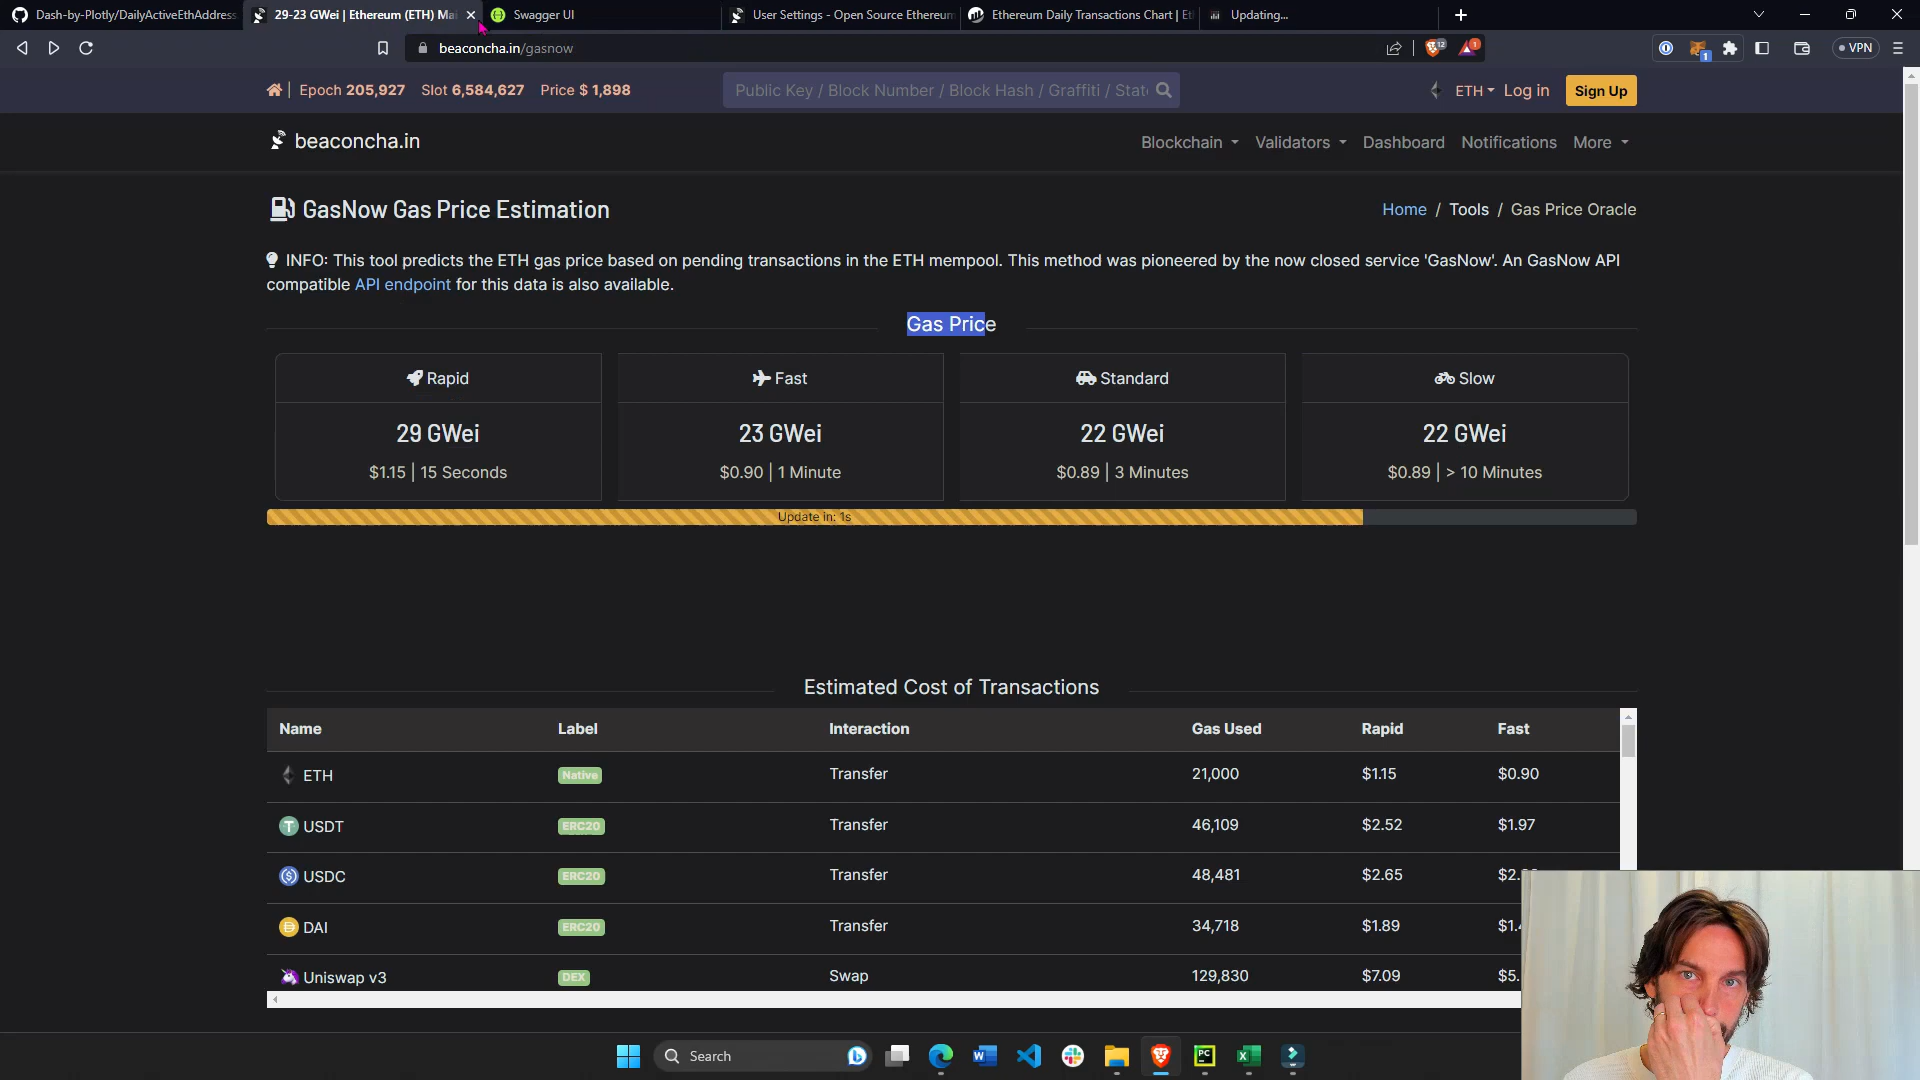 Dash-by-Plotly/DailyActiveEthAddress
29-23 GWei | Ethereum (ETH) Mai
Swagger UI
User Settings - Open Source Ethereum
Ethereum Daily Transactions Chart | Et
Updating...
beaconcha.in/gasnow
12
1
1
VPN
Epoch 205,927 Slot 6,584,627 Price $ 1,898
Public Key / Block Number / Block Hash / Graffiti / State
ETH
Log in
Sign Up
beaconcha.in
Blockchain Validators Dashboard Notifications More
GasNow Gas Price Estimation
Home / Tools / Gas Price Oracle
INFO: This tool predicts the ETH gas price based on pending transactions in the ETH mempool. This method was pioneered by the now closed service 'GasNow'. An GasNow API
compatible API endpoint for this data is also available.
Gas Price
Rapid
Fast
Standard
Slow
29 GWei
23 GWei
22 GWei
22 GWei
$1.15 | 15 Seconds
$0.90 | 1 Minute
$0.89 | 3 Minutes
$0.89 | > 10 Minutes
Update in: 1s
Estimated Cost of Transactions
Name Label Interaction Gas Used Rapid Fast
ETH Native Transfer 21,000 $1.15 $0.90
USDT ERC20 Transfer 46,109 $2.52 $1.97
USDC ERC20 Transfer 48,481 $2.65 $2.
DAI ERC20 Transfer 34,718 $1.89 $1.
Uniswap v3 DEX Swap 129,830 $7.09 $5.
Search